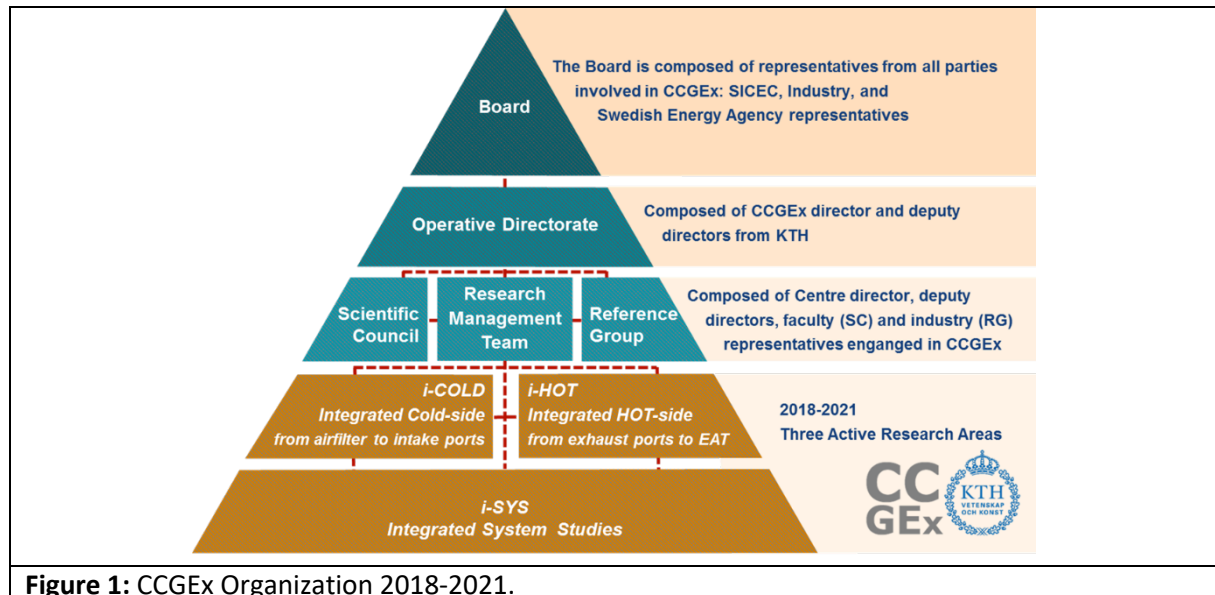 Board
The Board is composed of representatives from all parties
involved in CCGEx: SICEC, Industry, and
Swedish Energy Agency representatives
Operative Directorate
Composed of CCGEx director and deputy
directors from KTH
Scientific
Council
Research
Management
Team
Reference
Group
Composed of Centre director, deputy
directors, faculty (SC) and industry (RG)
representatives enganged in CCGEx
i-COLD
Integrated Cold-side
from airfilter to intake ports
i-HOT
Integrated HOT-side
from exhaust ports to EAT
2018-2021
Three Active Research Areas
i-SYS
Integrated System Studies
CC
GEx
KTH
VETENSKAP
OCH KONST
Figure 1: CCGEx Organization 2018-2021.